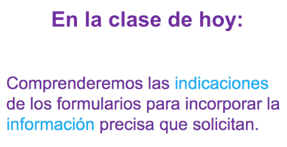 En la clase de hoy:
Comprenderemos las indicaciones
de los formularios para incorporar la
información precisa que solicitan.